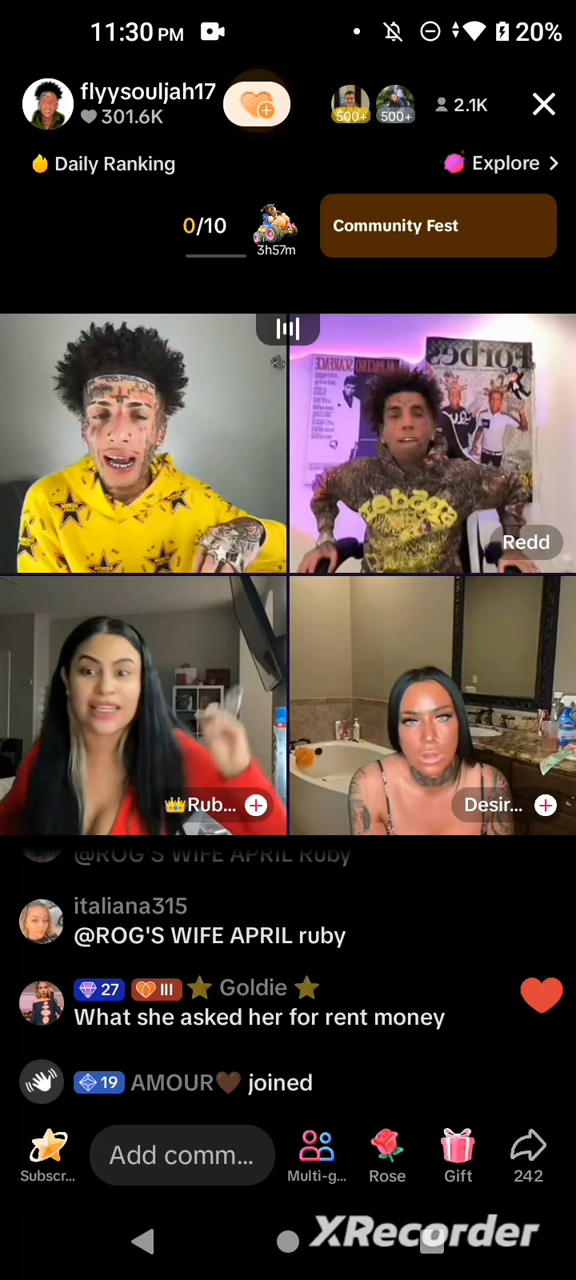 11:30 PM
20%
flyysouljah17
301.6K
500+
500+
2.1K
Daily Ranking
Explore >
0/10
3h57m
Community Fest
SCARFACE
Forbes
Redd
Rub...
Desir...
@ROG'S WIFE APRIL Ruby
italiana315
@ROG'S WIFE APRIL ruby
27 III Goldie
What she asked her for rent money
19 AMOUR joined
Subscr...
Add comm...
Multi-g...
Rose
Gift
242
XRecorder